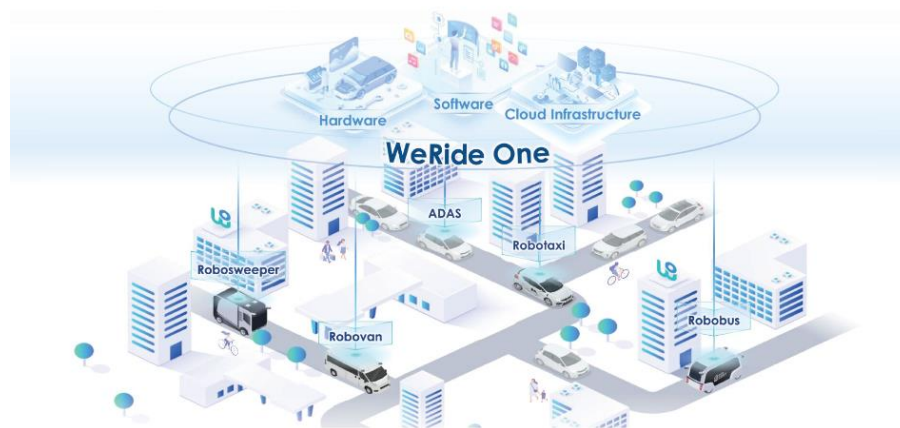 Hardware
Software
Cloud Infrastructure
WeRide One
ADAS
Robotaxi
Robosweeper
Robovan
Robobus